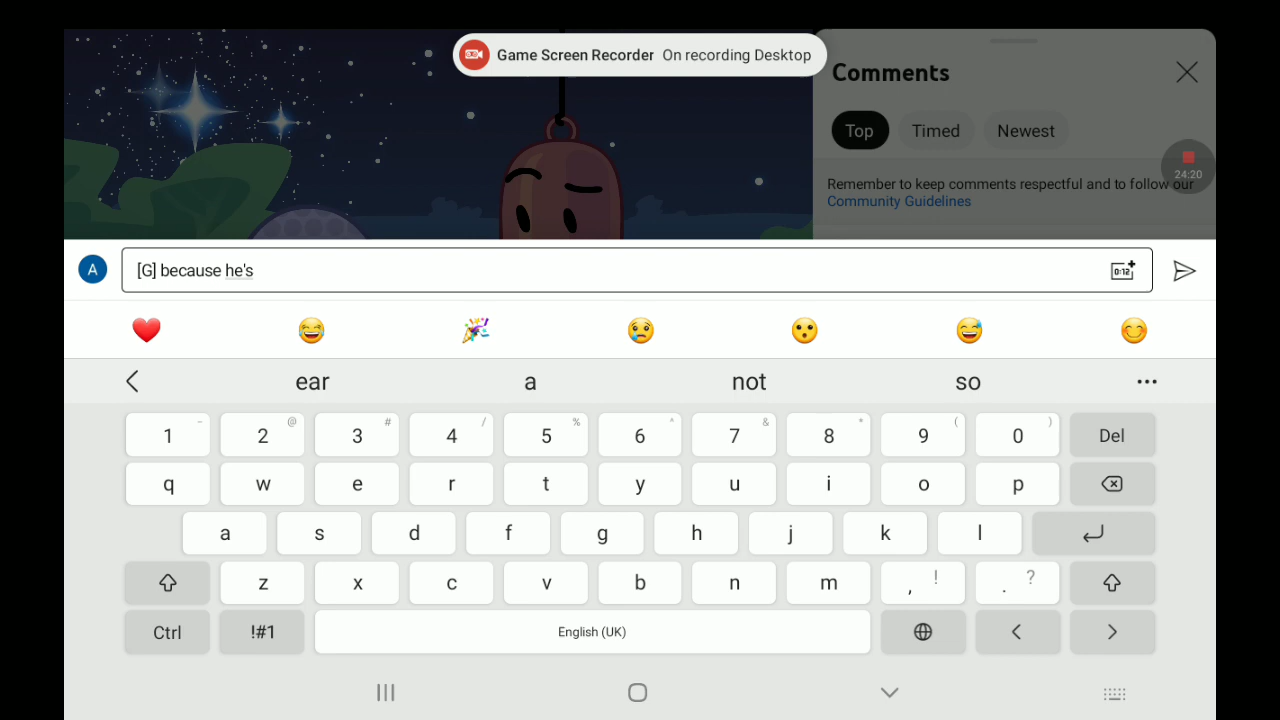 Game Screen Recorder On recording Desktop
Comments
Top Timed Newest
24:20
Remember to keep comments respectful and to follow our
Community Guidelines
A [G] because he's 0:12
ear a not so
1 - 2 @ 3 # 4 / 5 % 6 ^ 7 & 8 * 9 ( 0 ) Del
q w e r t y u i o p
a s d f g h j k l
z x c v b n m , ! . ?
Ctrl !#1 English (UK) < >